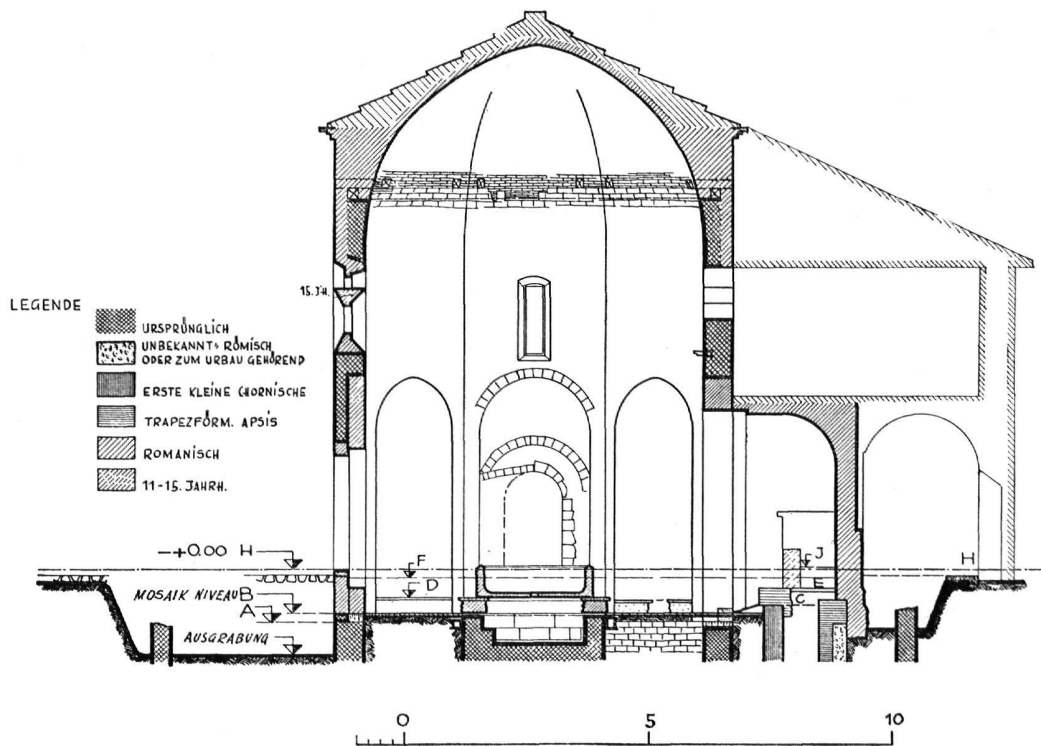 15. JH.
LEGENDE
URSPRÜNGLICH
UNBEKANNT, RÖMISCH
ODER ZUM URBAU GEHÖREND
ERSTE KLEINE CHORNISCHE
TRAPEZFÖRM. APSIS
ROMANISCH
11-15. JAHRH.
-+0.00 H
F
D
J
H
E
C
MOSAIK NIVEAU B
A
AUSGRABUNG
0 5 10